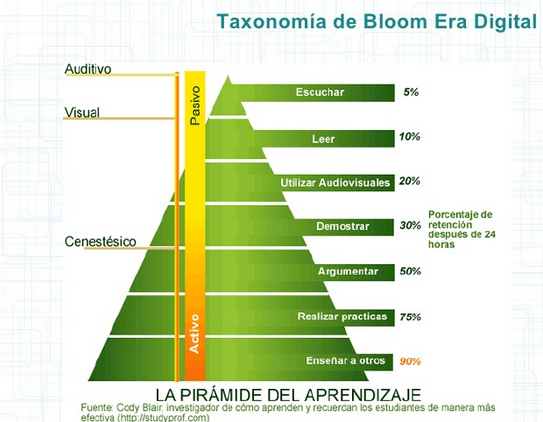 Taxonomía de Bloom Era Digital
Auditivo
Visual
Cenestésico
Pasivo
Activo
Escuchar 5%
Leer 10%
Utilizar Audiovisuales 20%
Demostrar 30%
Argumentar 50%
Realizar practicas 75%
Enseñar a otros 90%
Porcentaje de
retención
después de 24
horas
LA PIRÁMIDE DEL APRENDIZAJE
Fuente: Cody Blair, investigador de cómo aprenden y recuerdan los estudiantes de manera más
efectiva (http://studyprof.com)